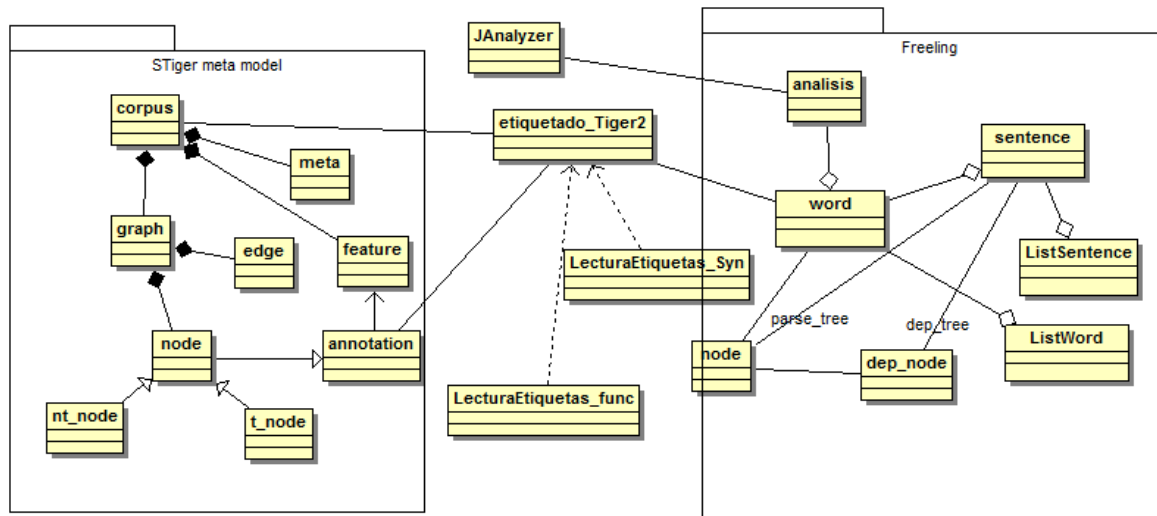 STiger meta model
corpus
meta
graph
edge
feature
node
annotation
nt_node
t_node
JAnalyzer
etiquetado_Tiger2
LecturaEtiquetas_Syn
LecturaEtiquetas_func
Freeling
analisis
sentence
word
ListSentence
parse_tree
dep_tree
ListWord
node
dep_node